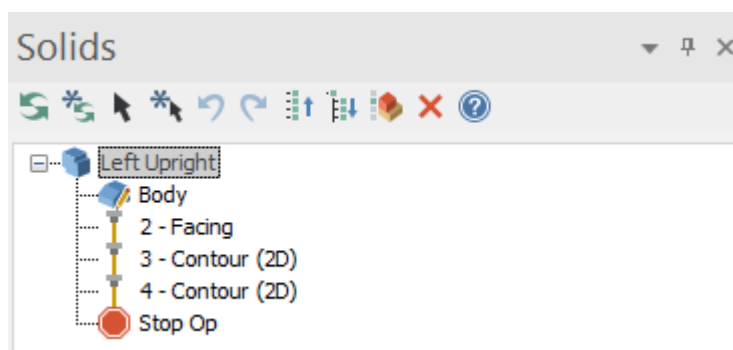 Solids
Left Upright
Body
2 - Facing
3 - Contour (2D)
4 - Contour (2D)
Stop Op